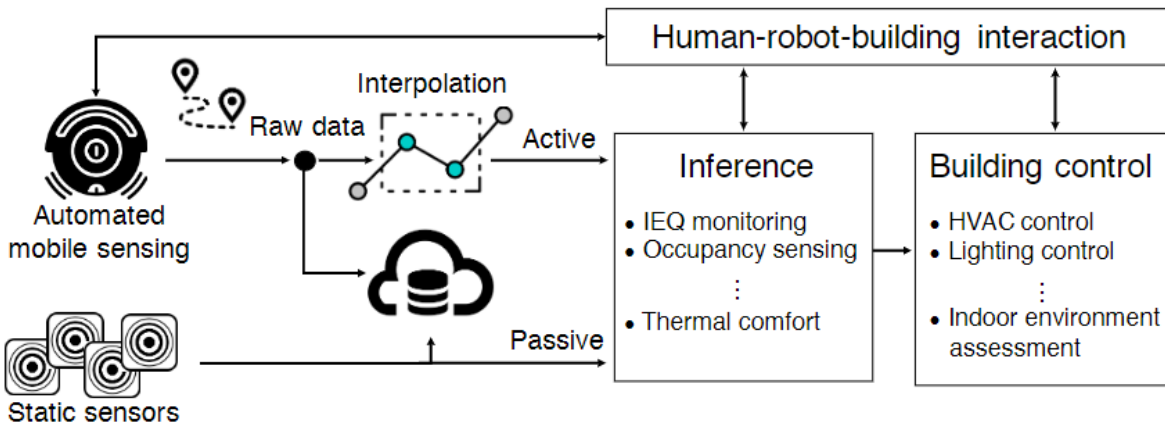 Human-robot-building interaction
Interpolation
Raw data
Active
Automated
mobile sensing
Inference
• IEQ monitoring
• Occupancy sensing
⋮
• Thermal comfort
Building control
• HVAC control
• Lighting control
⋮
• Indoor environment
assessment
Passive
Static sensors